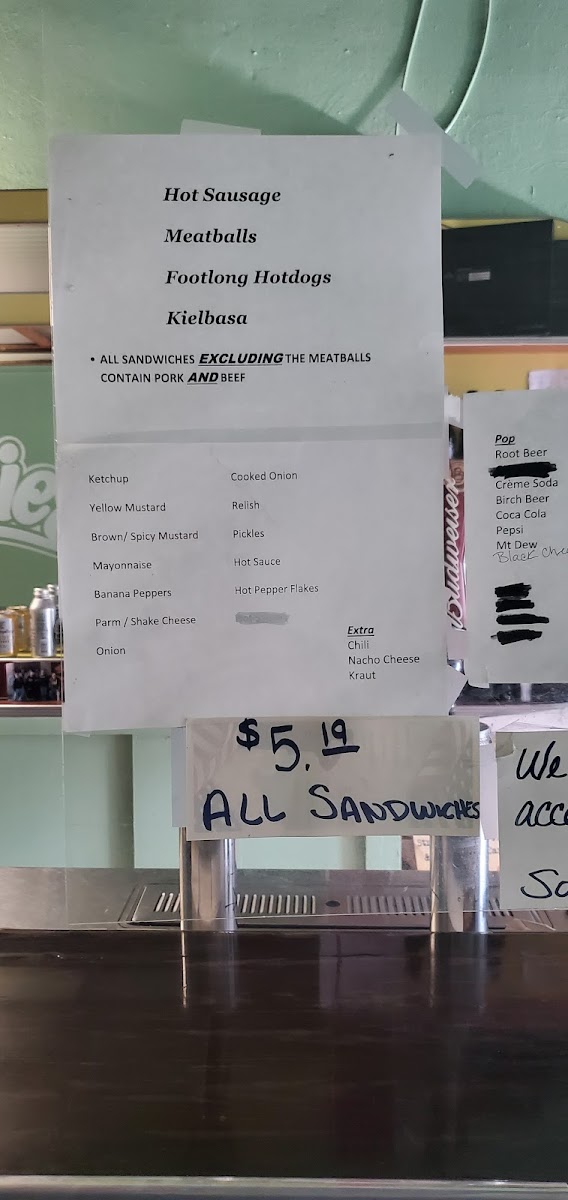 Hot Sausage
Meatballs
Footlong Hotdogs
Kielbasa
• ALL SANDWICHES EXCLUDING THE MEATBALLS
CONTAIN PORK AND BEEF
Ketchup
Yellow Mustard
Brown/ Spicy Mustard
Mayonnaise
Banana Peppers
Parm / Shake Cheese
Onion
Cooked Onion
Relish
Pickles
Hot Sauce
Hot Pepper Flakes
Extra
Chili
Nacho Cheese
Kraut
$5.19
ALL SANDWICHES
Pop
Root Beer
Crème Soda
Birch Beer
Coca Cola
Pepsi
Mt Dew
Black
Budweiser
We